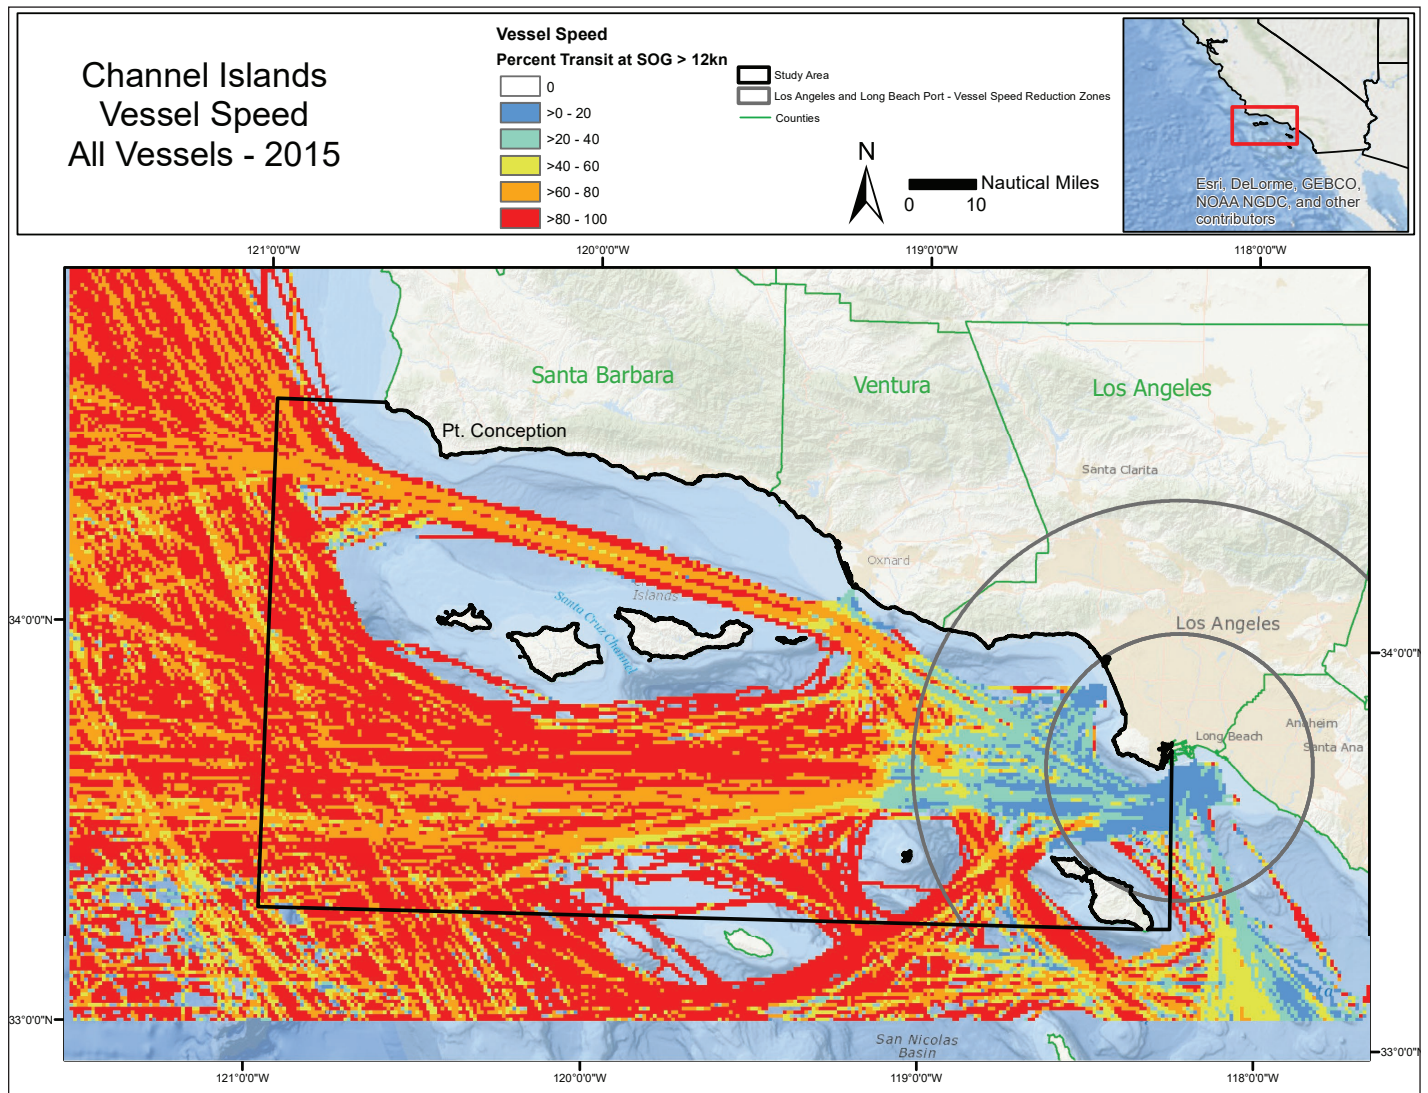 Channel Islands
Vessel Speed
All Vessels - 2015
Vessel Speed
Percent Transit at SOG > 12kn
0
>0 - 20
>20 - 40
>40 - 60
>60 - 80
>80 - 100
Study Area
Los Angeles and Long Beach Port - Vessel Speed Reduction Zones
Counties
N
Nautical Miles
0 10
Esri, DeLorme, GEBCO,
NOAA NGDC, and other
contributors
121°0'0"W 120°0'0"W 119°0'0"W 118°0'0"W
Santa Barbara
Ventura
Los Angeles
Pt. Conception
Santa Clarita
Oxnard
Islands
Santa Cruz Channel
34°0'0"N
Los Angeles
34°0'0"N
Anaheim
Long Beach
Santa Ana
33°0'0"N
San Nicolas
Basin
33°0'0"N
121°0'0"W 120°0'0"W 119°0'0"W 118°0'0"W